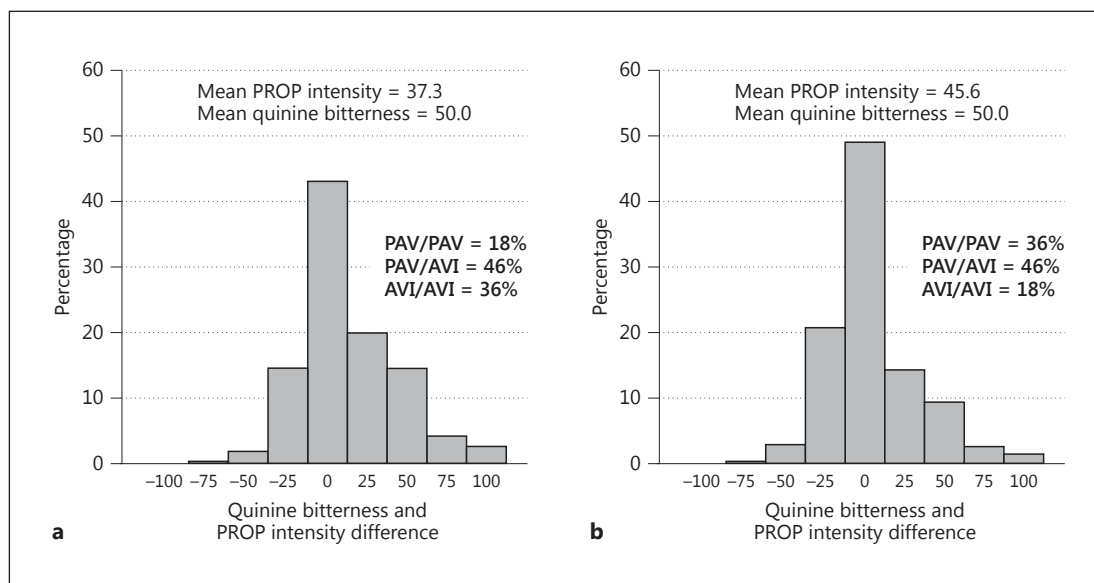 60
50
40
30
20
10
0
Percentage
Mean PROP intensity = 37.3
Mean quinine bitterness = 50.0
PAV/PAV = 18%
PAV/AVI = 46%
AVI/AVI = 36%
–100 –75 –50 –25 0 25 50 75 100
Quinine bitterness and
PROP intensity difference
a
60
50
40
30
20
10
0
Percentage
Mean PROP intensity = 45.6
Mean quinine bitterness = 50.0
PAV/PAV = 36%
PAV/AVI = 46%
AVI/AVI = 18%
–100 –75 –50 –25 0 25 50 75 100
Quinine bitterness and
PROP intensity difference
b